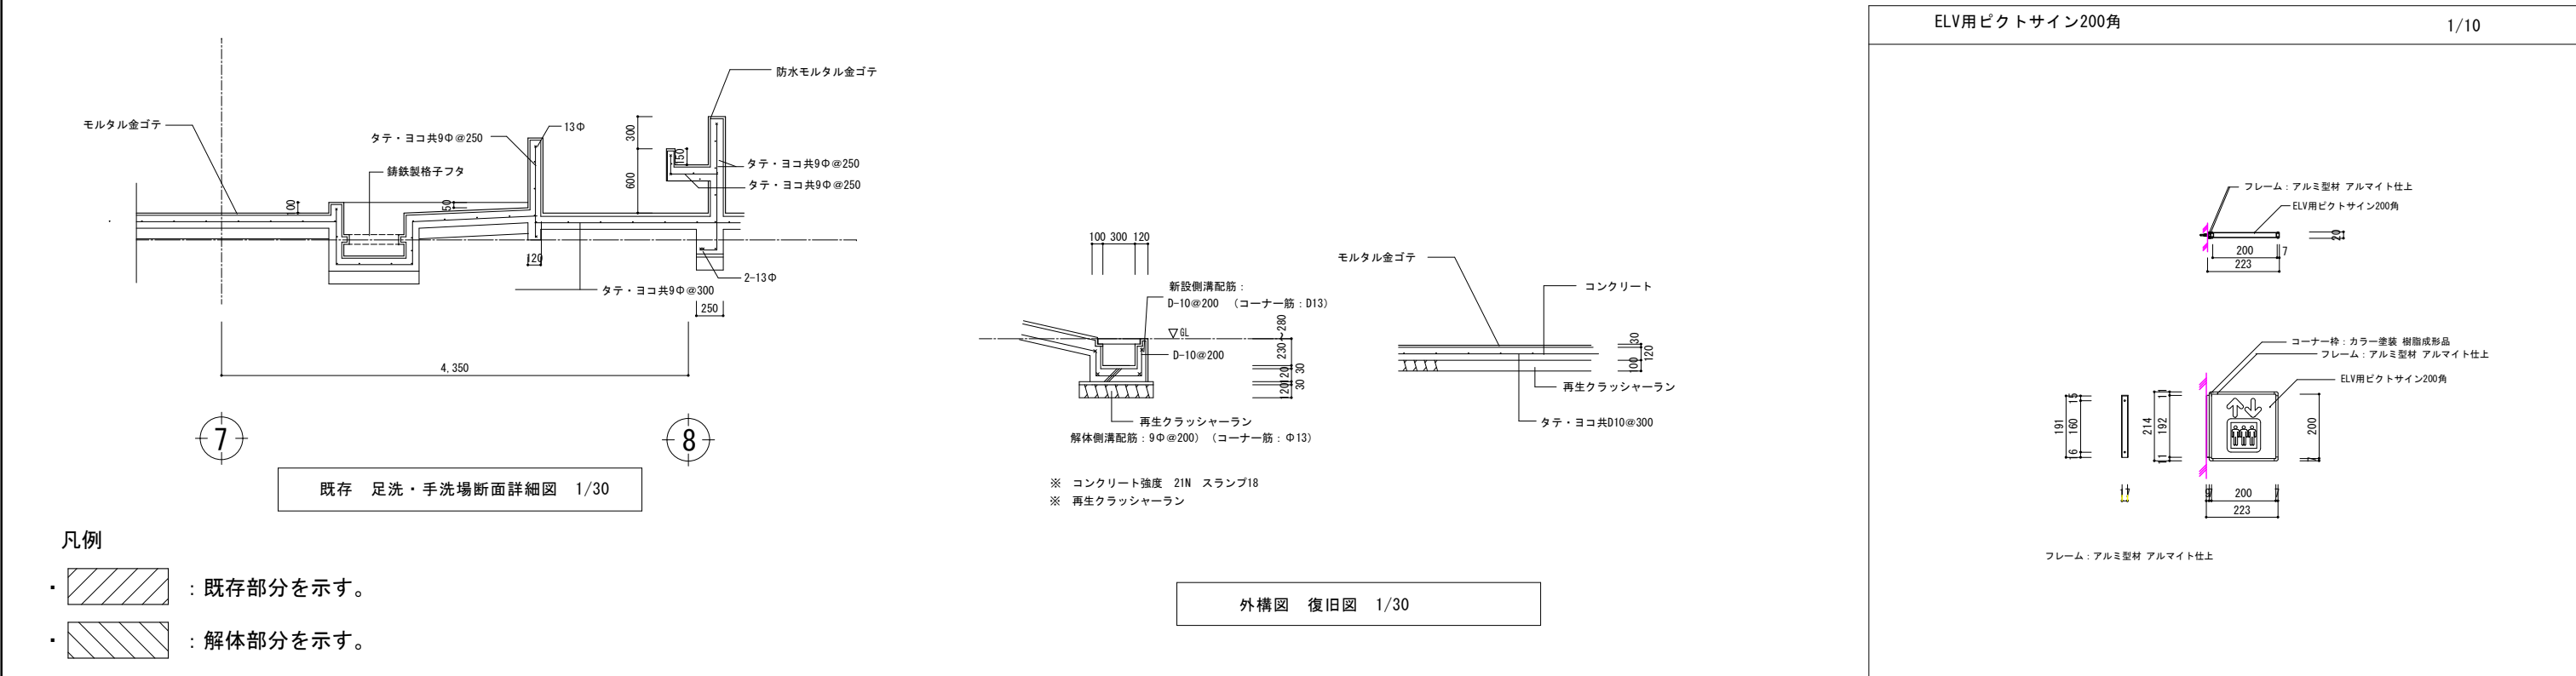 防水モルタル金ゴテ
モルタル金ゴテ
タテ・ヨコ共9Φ@250
13Φ
鋳鉄製格子フタ
タテ・ヨコ共9Φ@250
タテ・ヨコ共9Φ@250
100
50
300
600
150
120
2-13Φ
タテ・ヨコ共9Φ@300
250
4,350
7
8
既存 足洗・手洗場断面詳細図 1/30
凡例
・ :既存部分を示す。
・ :解体部分を示す。
100 300 120
新設側溝配筋:
D-10@200 (コーナー筋:D13)
▽GL
D-10@200
230~280
30
120
30
120
再生クラッシャーラン
解体側溝配筋:9Φ@200) (コーナー筋:Φ13)
※ コンクリート強度 21N スランプ18
※ 再生クラッシャーラン
モルタル金ゴテ
コンクリート
30
120
100
再生クラッシャーラン
タテ・ヨコ共D10@300
外構図 復旧図 1/30
ELV用ピクトサイン200角 1/10
フレーム:アルミ型材 アルマイト仕上
ELV用ピクトサイン200角
20
200 7
223
コーナー枠:カラー塗装 樹脂成形品
フレーム:アルミ型材 アルマイト仕上
ELV用ピクトサイン200角
191
15
160
16
214
11
192
11
200
7
17
200 7
223
フレーム:アルミ型材 アルマイト仕上